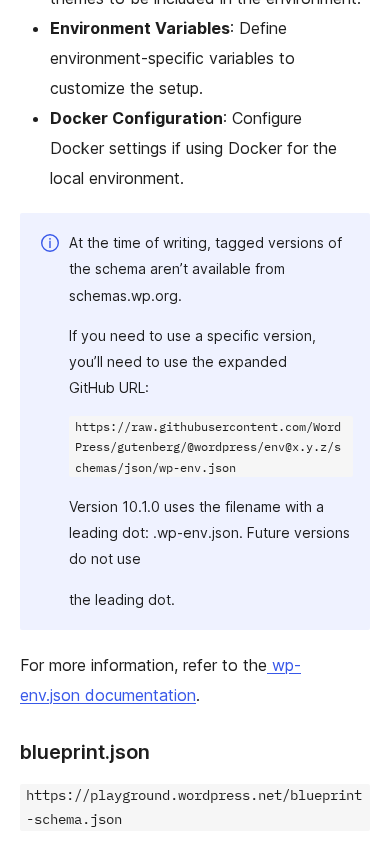 themes to be included in the environment.
Environment Variables: Define
environment-specific variables to
customize the setup.
Docker Configuration: Configure
Docker settings if using Docker for the
local environment.
At the time of writing, tagged versions of
the schema aren’t available from
schemas.wp.org.
If you need to use a specific version,
you’ll need to use the expanded
GitHub URL:
https://raw.githubusercontent.com/Word
Press/gutenberg/@wordpress/env@x.y.z/s
chemas/json/wp-env.json
Version 10.1.0 uses the filename with a
leading dot: .wp-env.json. Future versions
do not use
the leading dot.
For more information, refer to the wp-
env.json documentation.
blueprint.json
https://playground.wordpress.net/blueprint
-schema.json